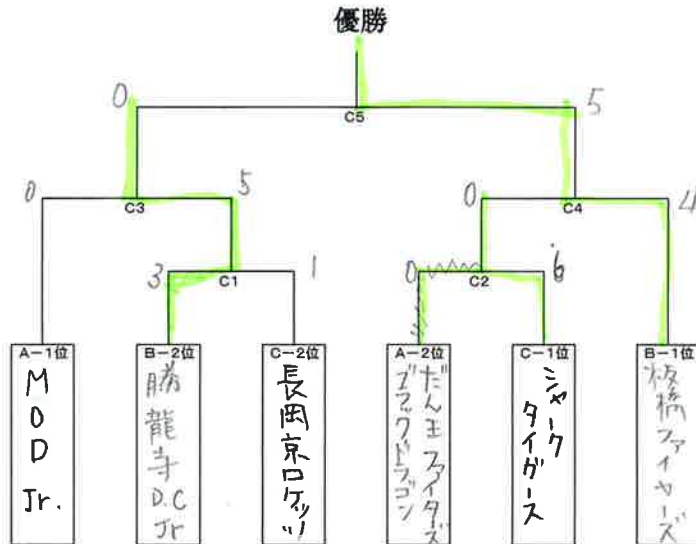 優勝
0
5
C5
0
5
0
4
C3
C4
3
1
0
6
C1
C2
A-1位
B-2位
C-2位
A-2位
C-1位
B-1位
MOD Jr.
勝龍寺 D.C Jr
長岡京ロケッツ
だん王ファイターズ
ブラックドラゴン
シャーク
タイガース
板橋ファイヤーズ